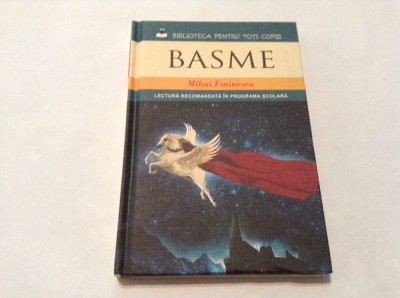 BIBLIOTECA PENTRU TOȚI COPIII
BASME
Mihai Eminescu
LECTURĂ RECOMANDATĂ ÎN PROGRAMA ȘCOLARĂ